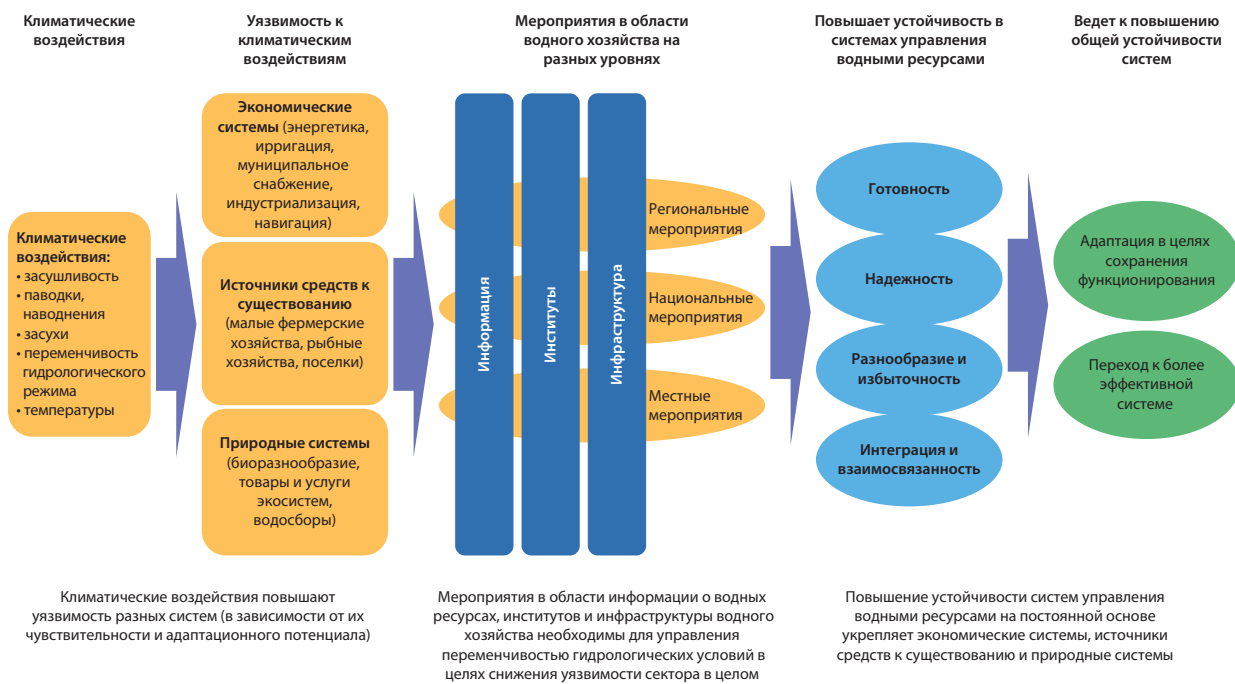 Климатические
воздействия
Уязвимость к
климатическим
воздействиям
Мероприятия в области
водного хозяйства на
разных уровнях
Повышает устойчивость в
системах управления
водными ресурсами
Ведет к повышению
общей устойчивости
систем
Климатические
воздействия:
• засушливость
• паводки,
наводнения
• засухи
• переменчивость
гидрологического
режима
• температуры
Экономические
системы (энергетика,
ирригация,
муниципальное
снабжение,
индустриализация,
навигация)
Источники средств к
существованию
(малые фермерские
хозяйства, рыбные
хозяйства, поселки)
Природные системы
(биоразнообразие,
товары и услуги
экосистем,
водосборы)
Информация
Институты
Инфраструктура
Региональные
мероприятия
Национальные
мероприятия
Местные
мероприятия
Готовность
Надежность
Разнообразие и
избыточность
Интеграция и
взаимосвязанность
Адаптация в целях
сохранения
функционирования
Переход к более
эффективной
системе
Климатические воздействия повышают
уязвимость разных систем (в зависимости от их
чувствительности и адаптационного потенциала)
Мероприятия в области информации о водных
ресурсах, институтов и инфраструктуры водного
хозяйства необходимы для управления
переменчивостью гидрологических условий в
целях снижения уязвимости сектора в целом
Повышение устойчивости систем управления
водными ресурсами на постоянной основе
укрепляет экономические системы, источники
средств к существованию и природные системы